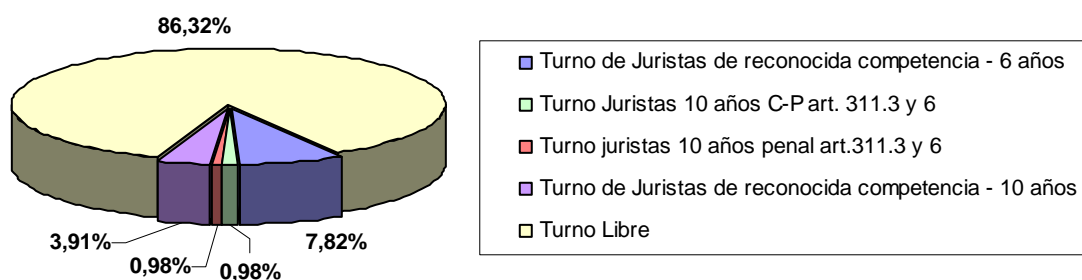 86,32%
3,91%
0,98%
0,98%
7,82%
Turno de Juristas de reconocida competencia - 6 años
Turno Juristas 10 años C-P art. 311.3 y 6
Turno juristas 10 años penal art.311.3 y 6
Turno de Juristas de reconocida competencia - 10 años
Turno Libre